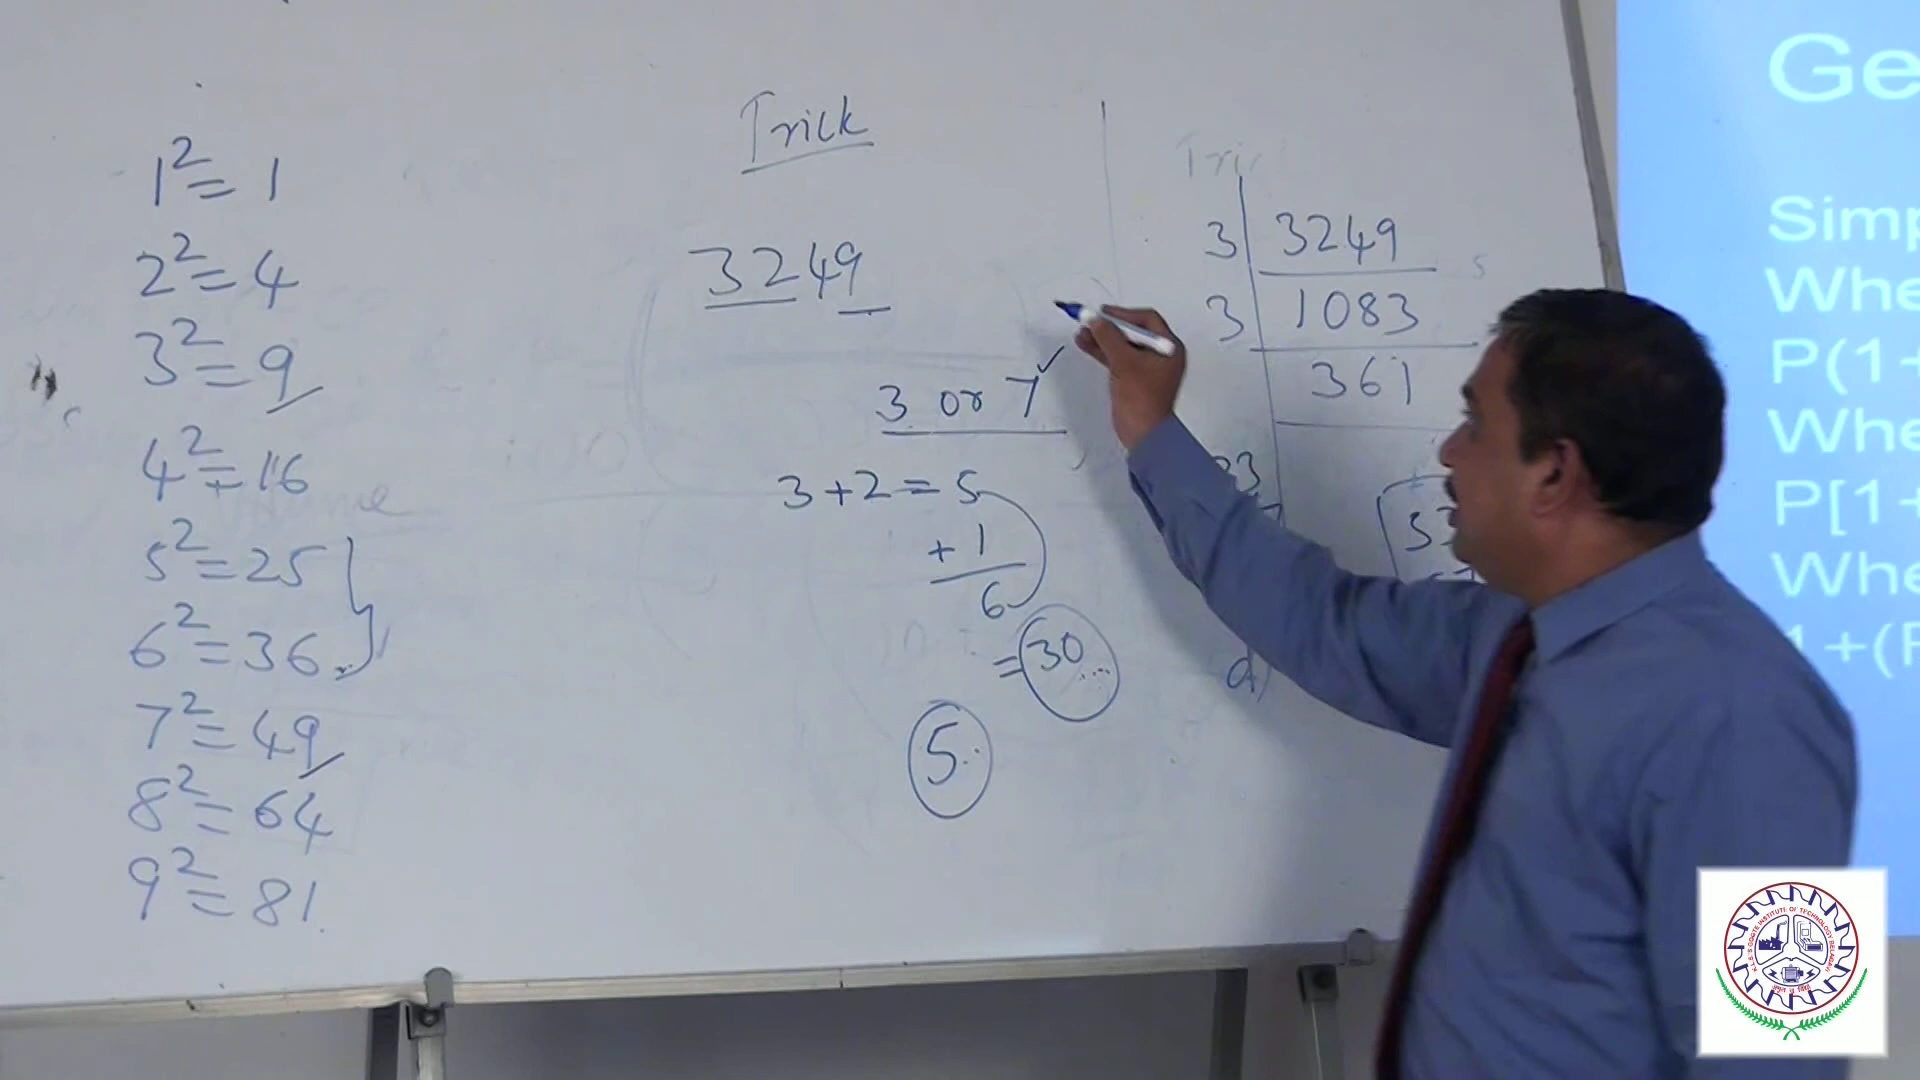 1² = 1
2² = 4
3² = 9
4² = 16
5² = 25
6² = 36
7² = 49
8² = 64
9² = 81
Trick
3249
3 or 7
3+2 = 5
+ 1
6
= 30
5
3 3249
3 1083
361
d)
Ge
Simp
Whe
P(1+
Whe
P[1+
Whe
1+(P